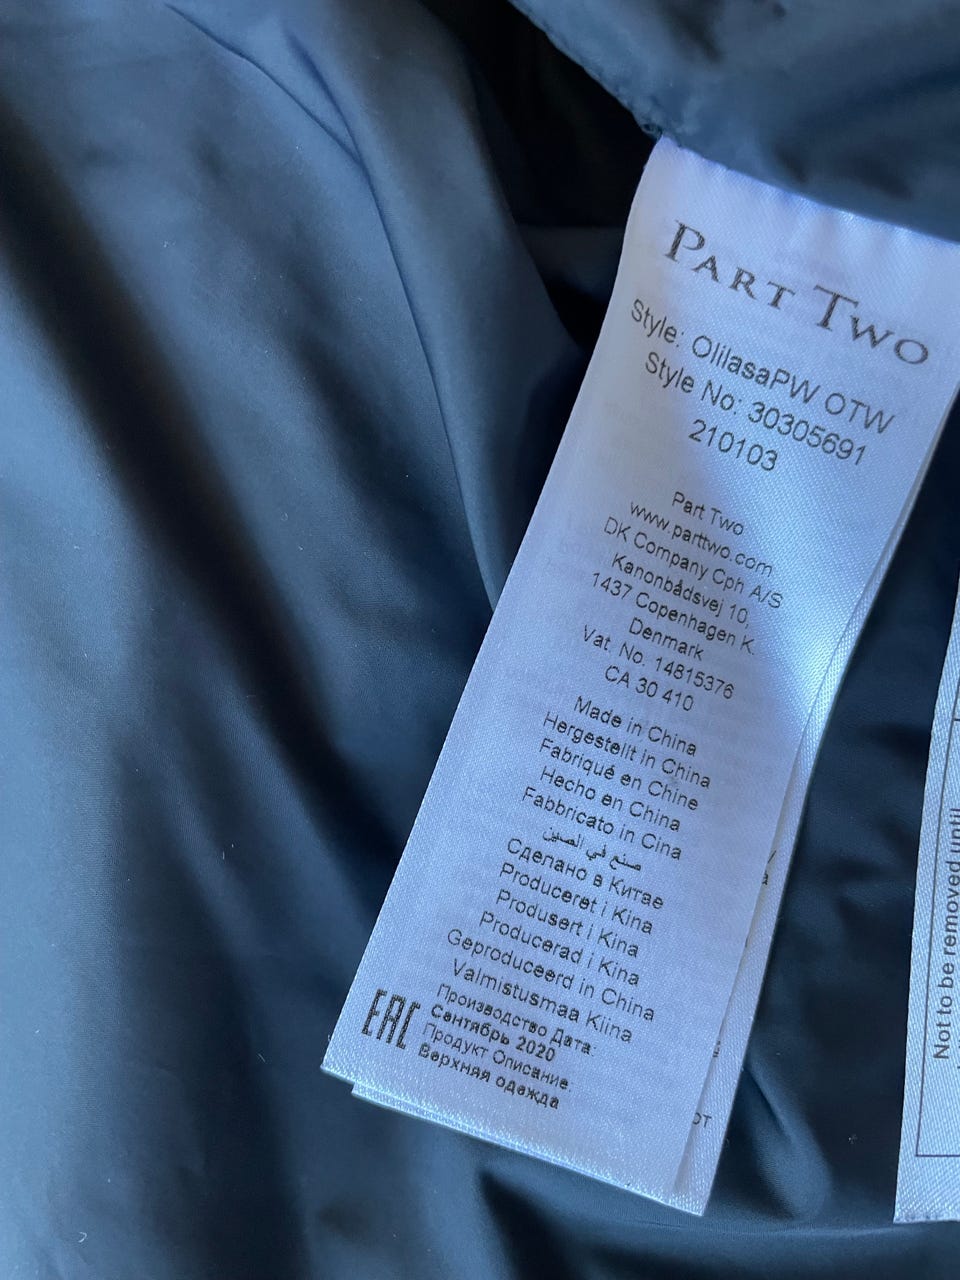 PART TWO
Style: OlilasaPW OTW
Style No: 30305691
210103
Part Two
www.parttwo.com
DK Company Cph A/S
Kanonbådsvej 10,
1437 Copenhagen K.
Denmark
Vat. No. 14815376
CA 30 410
Made in China
Hergestellt in China
Fabriqué en Chine
Hecho en China
Fabbricato in Cina
صنع في الصين
Сделано в Китае
Produceret i Kina
Produsert i Kina
Producerad i Kina
Geproduceerd in China
Valmistusmaa Kiina
EAC
Производство Дата:
Сентябрь 2020
Продукт Описание:
Верхняя одежда
Not to be removed until